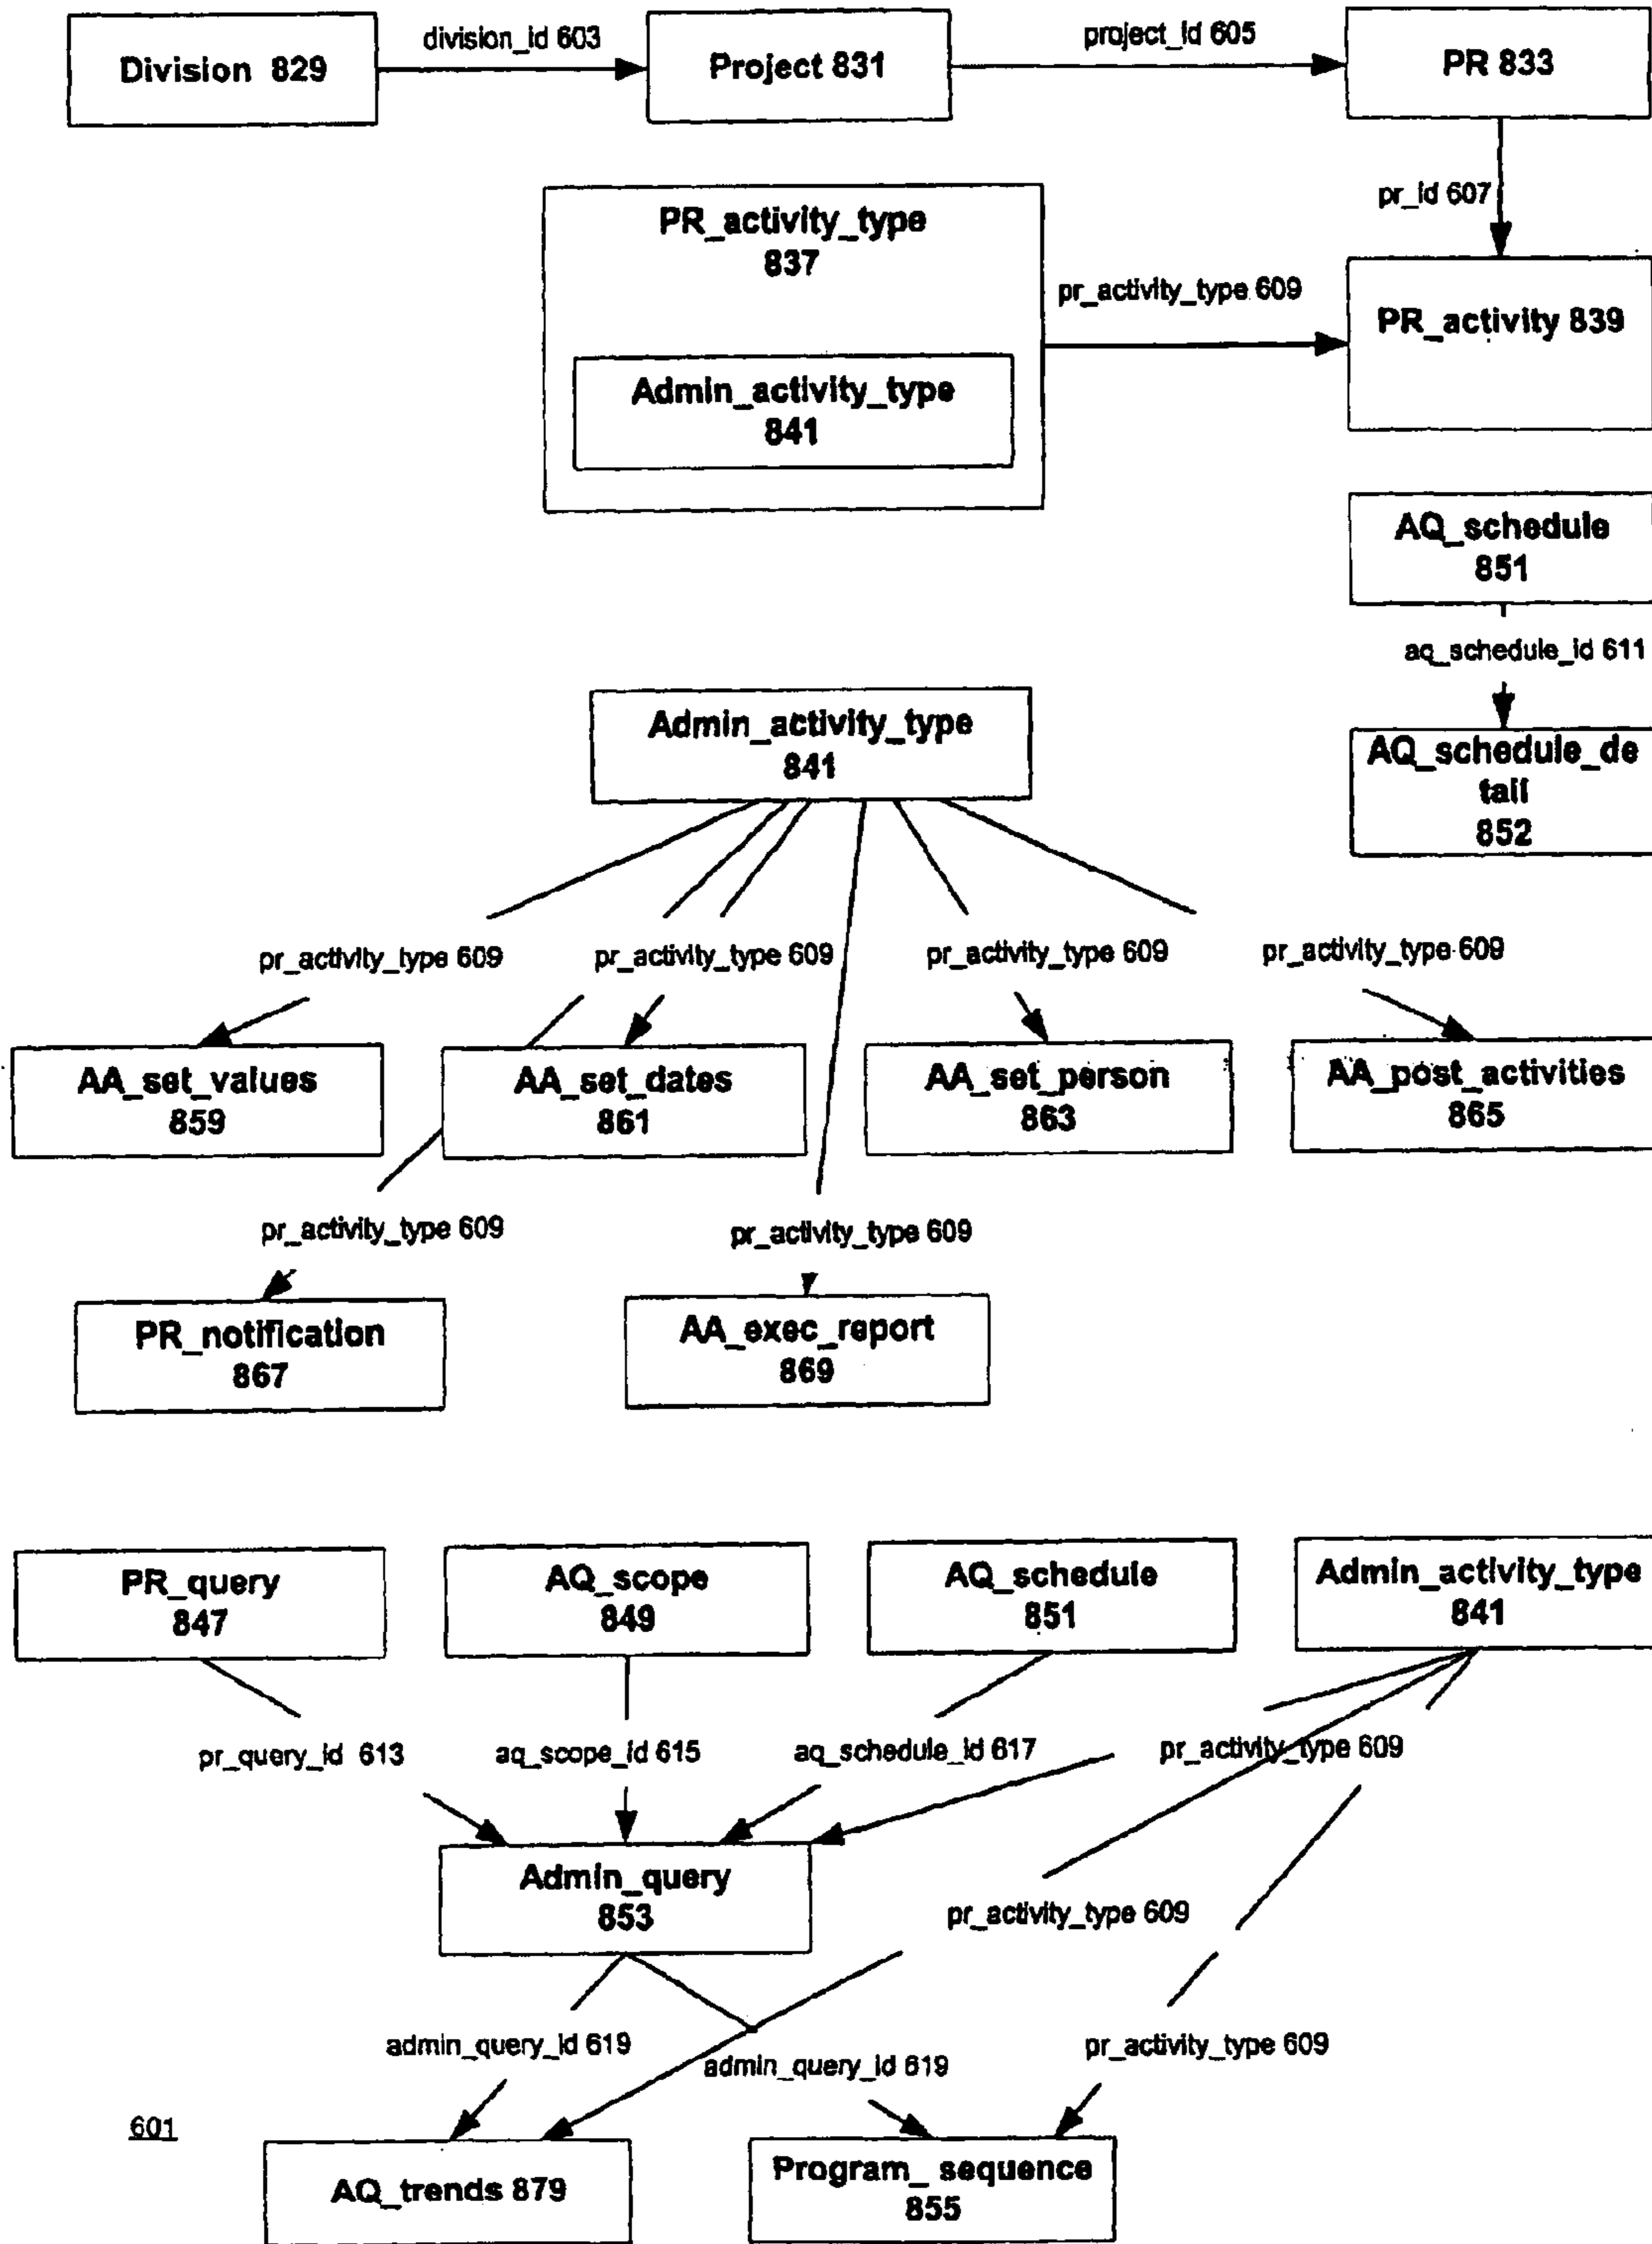 division_id 603
project_id 605
Division 829
Project 831
PR 833
pr_id 607
PR_activity_type
837
pr_activity_type 609
PR_activity 839
Admin_activity_type
841
AQ_schedule
851
aq_schedule_id 611
Admin_activity_type
841
AQ_schedule_de
tail
852
pr_activity_type 609
pr_activity_type 609
pr_activity_type 609
pr_activity_type 609
AA_set_values
859
AA_set_dates
861
AA_set_person
863
AA_post_activities
865
pr_activity_type 609
pr_activity_type 609
PR_notification
867
AA_exec_report
869
PR_query
847
AQ_scope
849
AQ_schedule
851
Admin_activity_type
841
pr_query_id 613
aq_scope_id 615
aq_schedule_id 617
pr_activity_type 609
Admin_query
853
pr_activity_type 609
admin_query_id 619
admin_query_id 619
pr_activity_type 609
601
AQ_trends 879
Program_ sequence
855